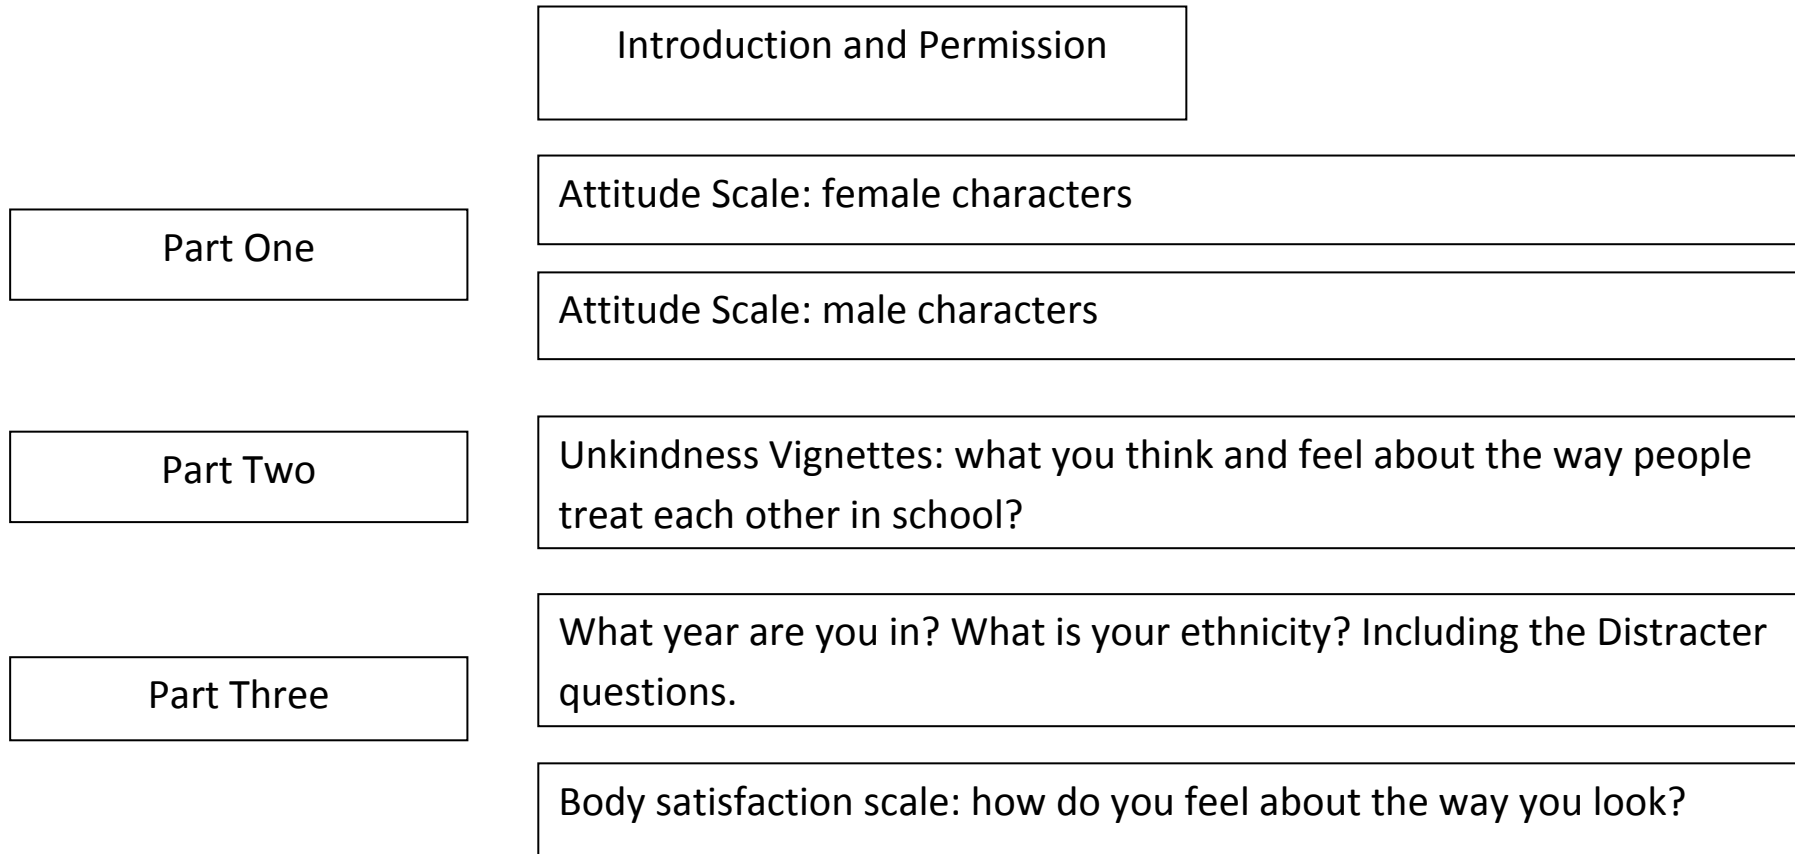 Introduction and Permission
Part One
Attitude Scale: female characters
Attitude Scale: male characters
Part Two
Unkindness Vignettes: what you think and feel about the way people
treat each other in school?
Part Three
What year are you in? What is your ethnicity? Including the Distracter
questions.
Body satisfaction scale: how do you feel about the way you look?